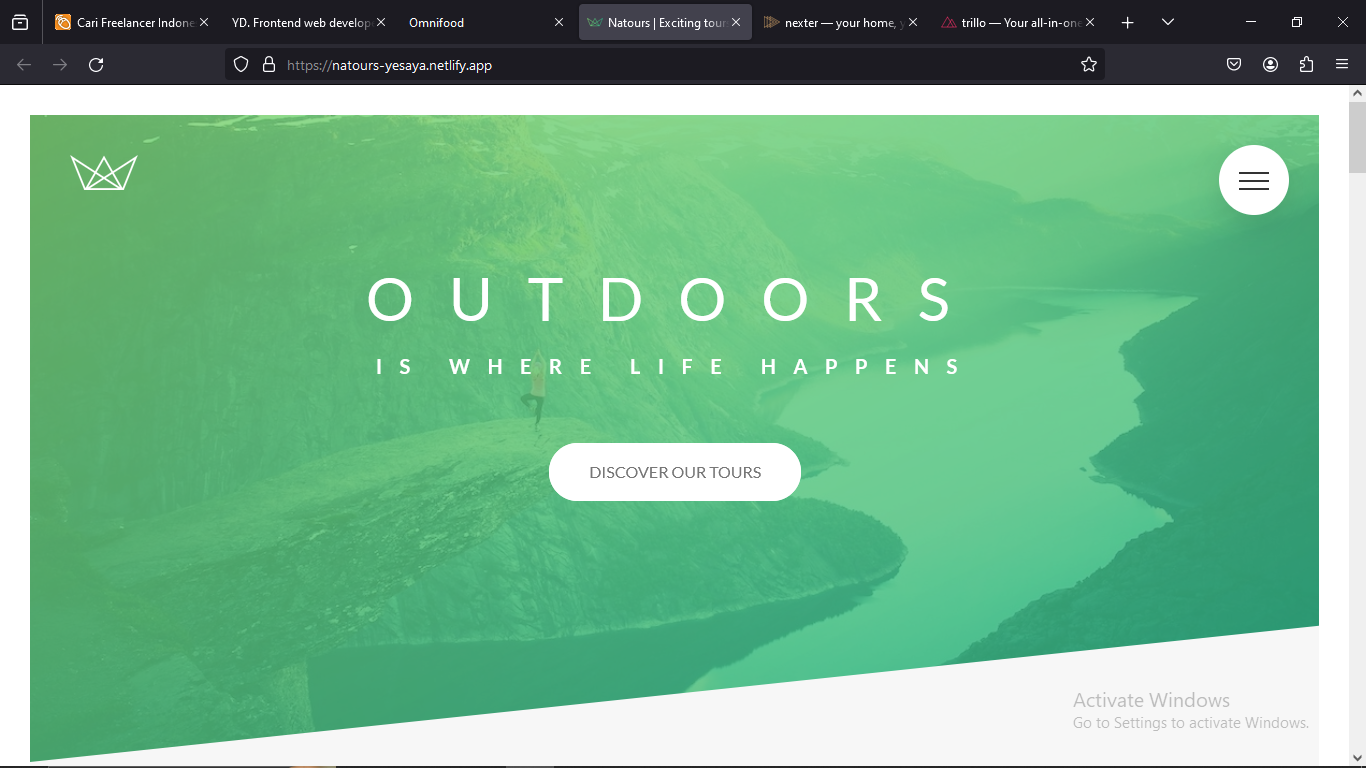 Cari Freelancer Indone
YD. Frontend web develop
Omnifood
Natours | Exciting tour
nexter — your home, y
trillo — Your all-in-one
https://natours-yesaya.netlify.app
OUTDOORS
IS WHERE LIFE HAPPENS
DISCOVER OUR TOURS
Activate Windows
Go to Settings to activate Windows.